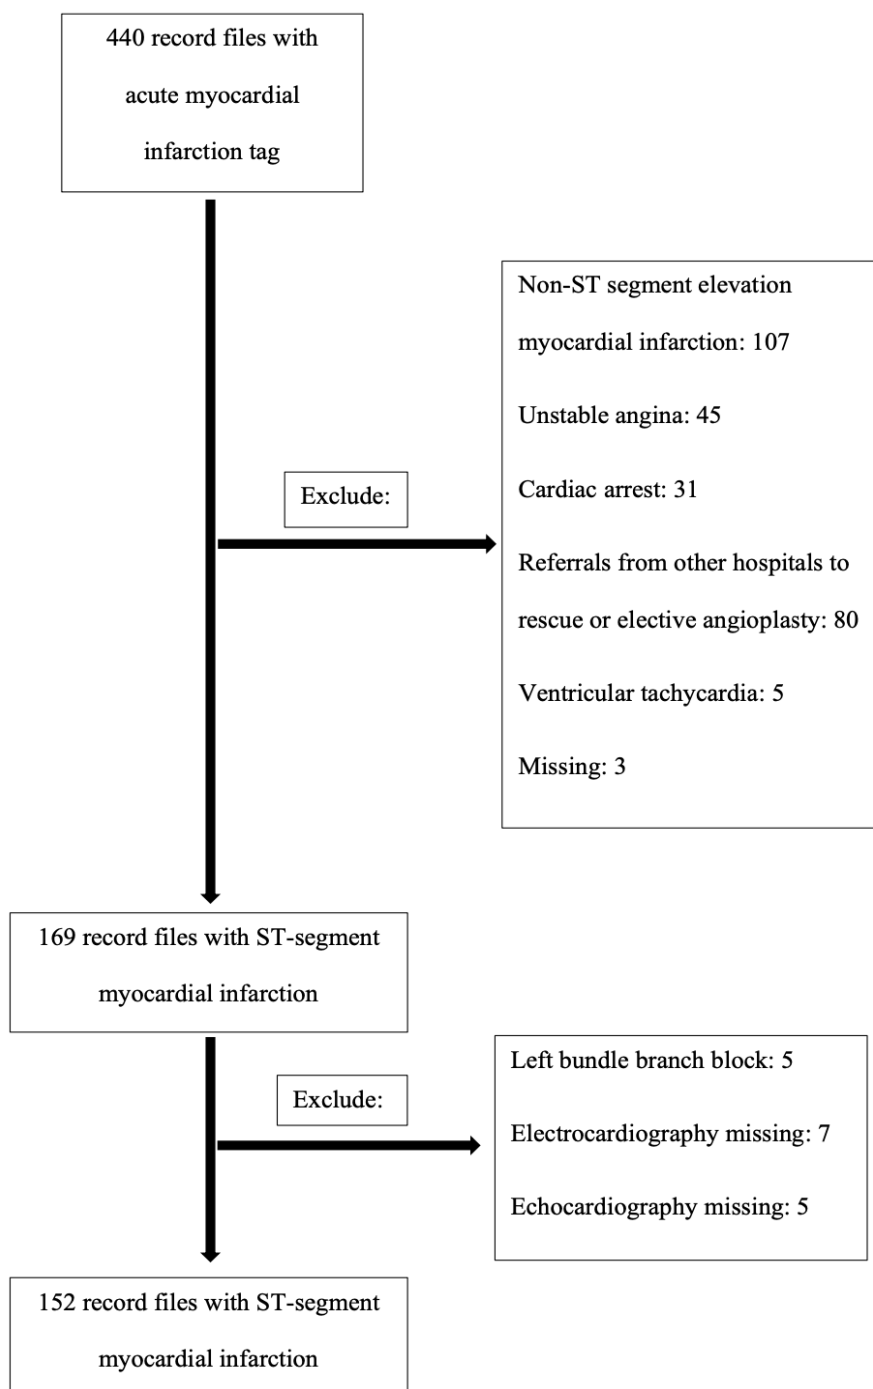 440 record files with
acute myocardial
infarction tag
Exclude:
Non-ST segment elevation
myocardial infarction: 107
Unstable angina: 45
Cardiac arrest: 31
Referrals from other hospitals to
rescue or elective angioplasty: 80
Ventricular tachycardia: 5
Missing: 3
169 record files with ST-segment
myocardial infarction
Exclude:
Left bundle branch block: 5
Electrocardiography missing: 7
Echocardiography missing: 5
152 record files with ST-segment
myocardial infarction